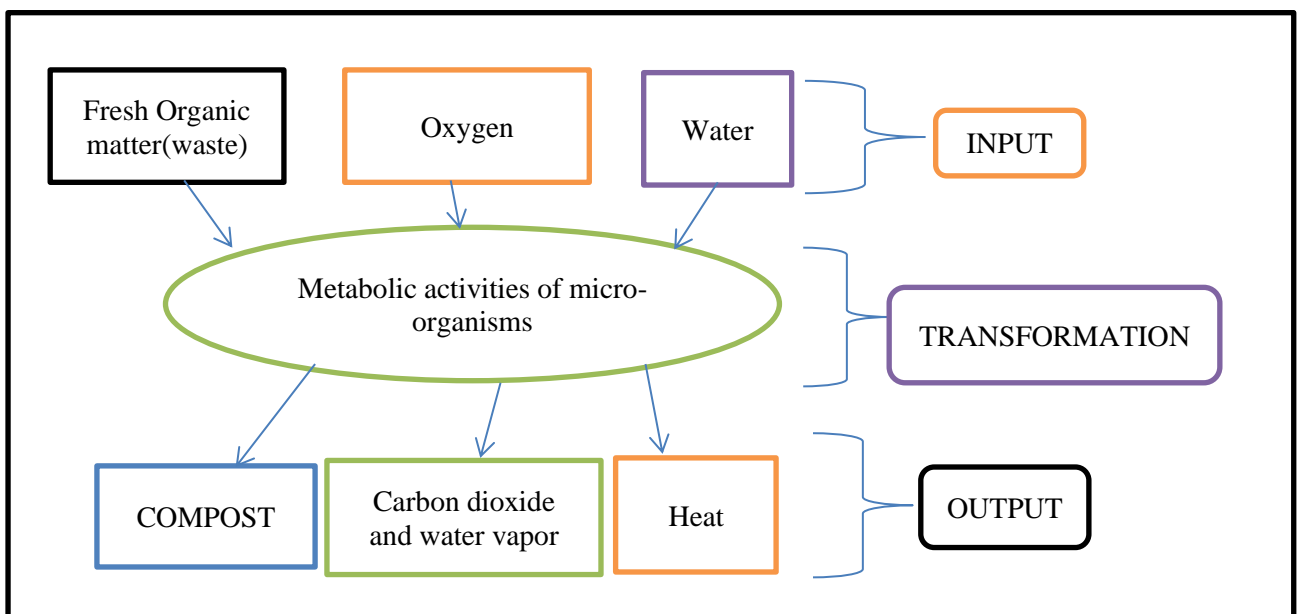 Fresh Organic
matter(waste)
Oxygen
Water
INPUT
Metabolic activities of micro-
organisms
TRANSFORMATION
COMPOST
Carbon dioxide
and water vapor
Heat
OUTPUT